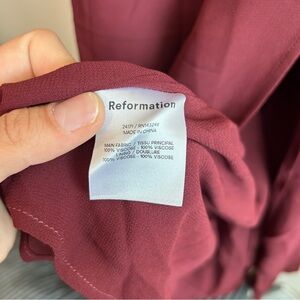 Reformation
MADE IN CHINA
MAIN FABRIC / TISSU PRINCIPAL
100% VISCOSE - 100% VISCOSE
LINING / DOUBLURE
100% VISCOSE - 100% VISCOSE